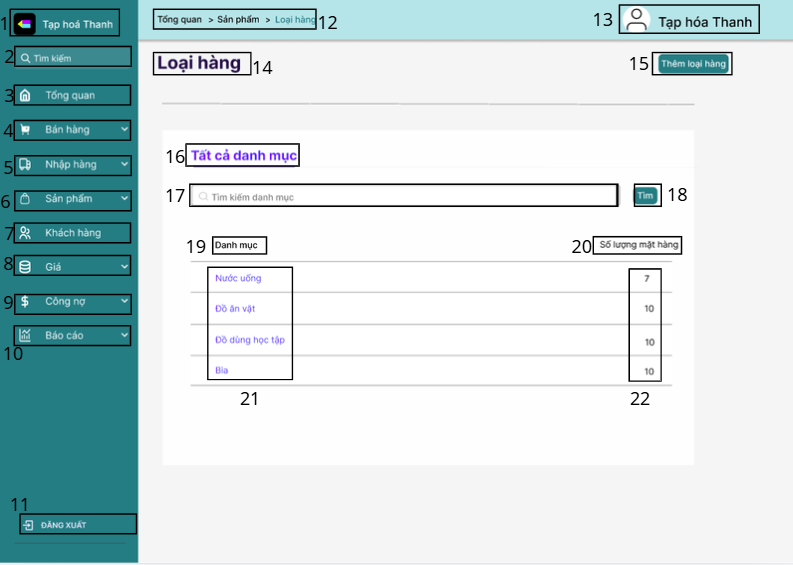 1 Tạp hoá Thanh
2 Tìm kiếm
3 Tổng quan
4 Bán hàng
5 Nhập hàng
6 Sản phẩm
7 Khách hàng
8 Giá
9 Công nợ
10 Báo cáo
11 ĐĂNG XUẤT
Tổng quan > Sản phẩm > Loại hàng 12
13 Tạp hóa Thanh
Loại hàng 14
15 Thêm loại hàng
16 Tất cả danh mục
17 Tìm kiếm danh mục
Tìm 18
19 Danh mục
20 Số lượng mặt hàng
Nước uống 7
Đồ ăn vặt 10
Đồ dùng học tập 10
Bia 10
21
22